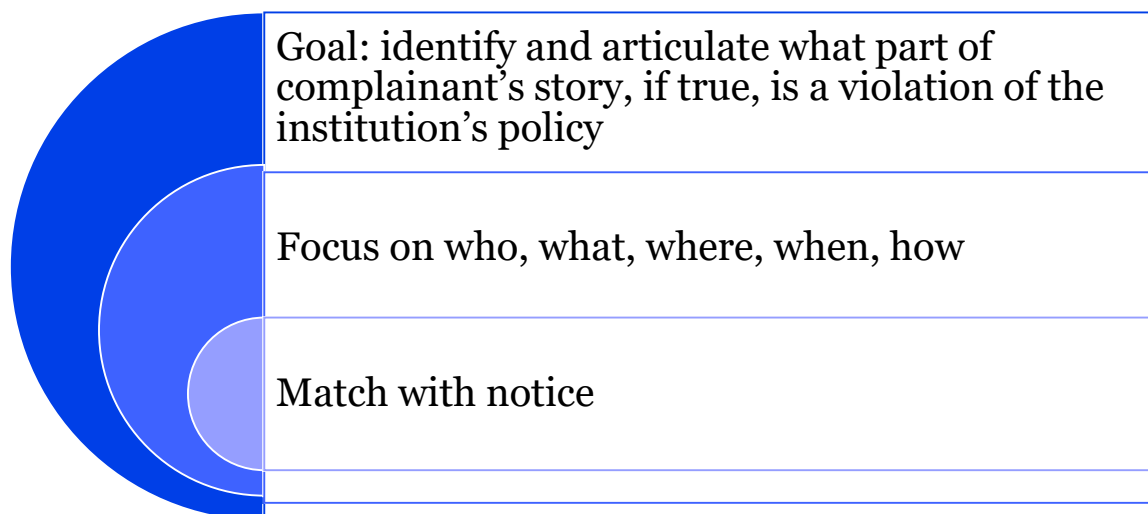 Goal: identify and articulate what part of
complainant’s story, if true, is a violation of the
institution’s policy
Focus on who, what, where, when, how
Match with notice